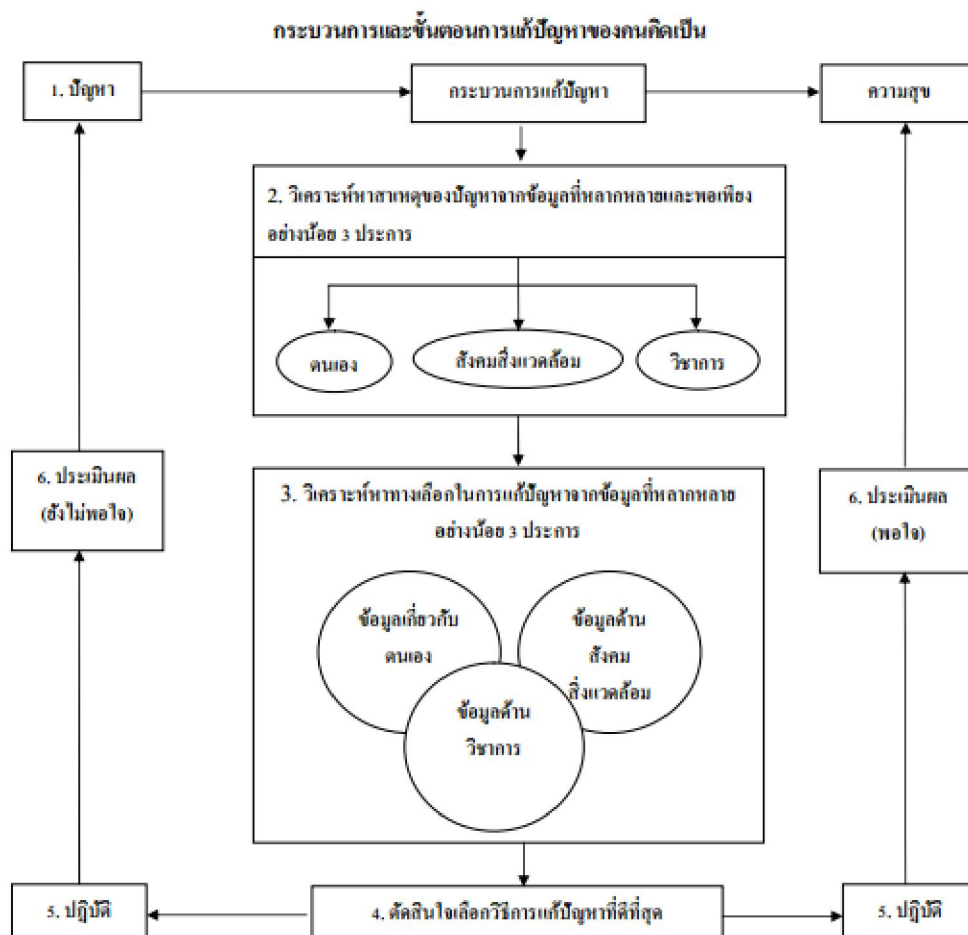 กระบวนการและขั้นตอนการแก้ปัญหาของคนคิดเป็น
1. ปัญหา
กระบวนการแก้ปัญหา
ความสุข
2. วิเคราะห์หาสาเหตุของปัญหาจากข้อมูลที่หลากหลายและพอเพียง
อย่างน้อย 3 ประการ
ตนเอง
สังคมสิ่งแวดล้อม
วิชาการ
6. ประเมินผล
(ยังไม่พอใจ)
3. วิเคราะห์หาทางเลือกในการแก้ปัญหาจากข้อมูลที่หลากหลาย
อย่างน้อย 3 ประการ
6. ประเมินผล
(พอใจ)
ข้อมูลเกี่ยวกับ
ตนเอง
ข้อมูลด้าน
สังคม
สิ่งแวดล้อม
ข้อมูลด้าน
วิชาการ
5. ปฏิบัติ
4. ตัดสินใจเลือกวิธีการแก้ปัญหาที่ดีที่สุด
5. ปฏิบัติ